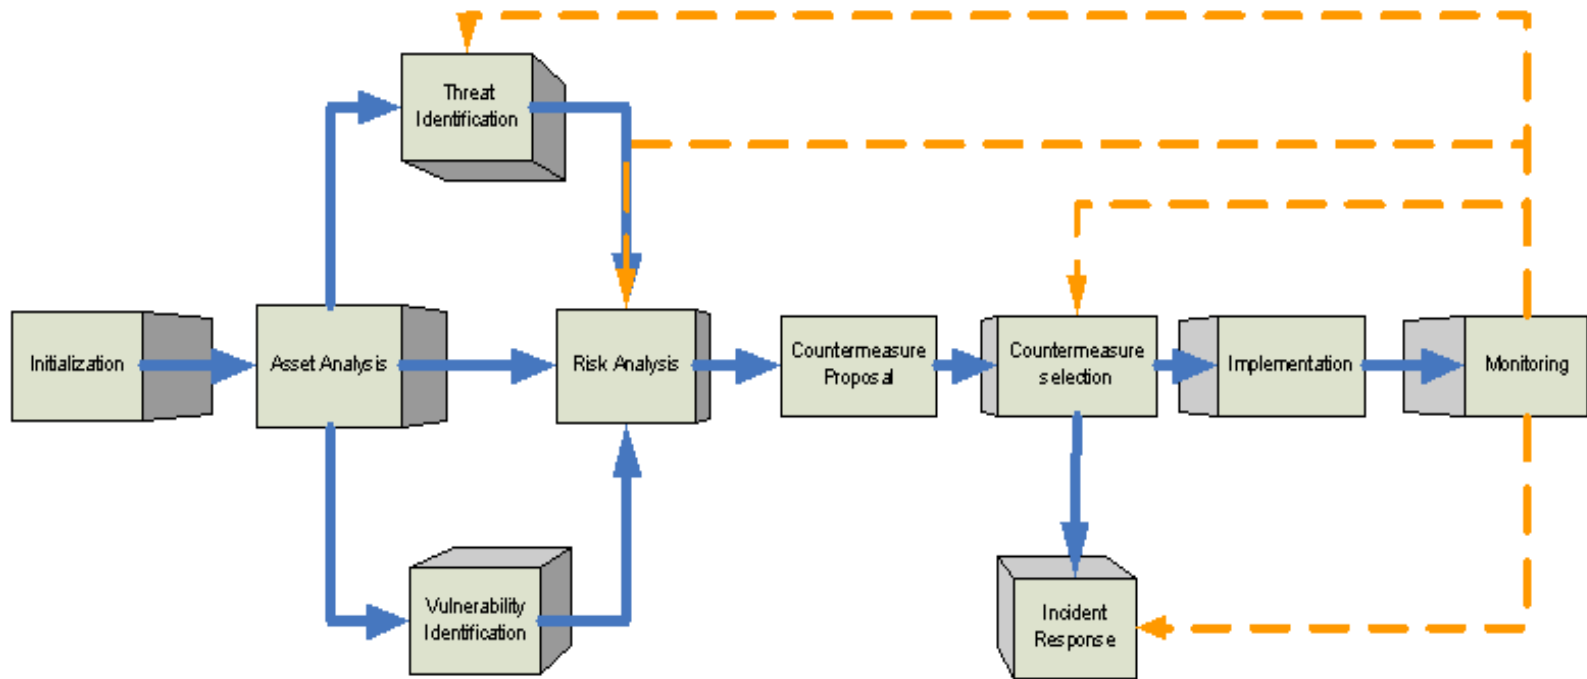 Threat
Identification
Initialization
Asset Analysis
Risk Analysis
Countermeasure
Proposal
Countermeasure
selection
Implementation
Monitoring
Vulnerability
Identification
Incident
Response